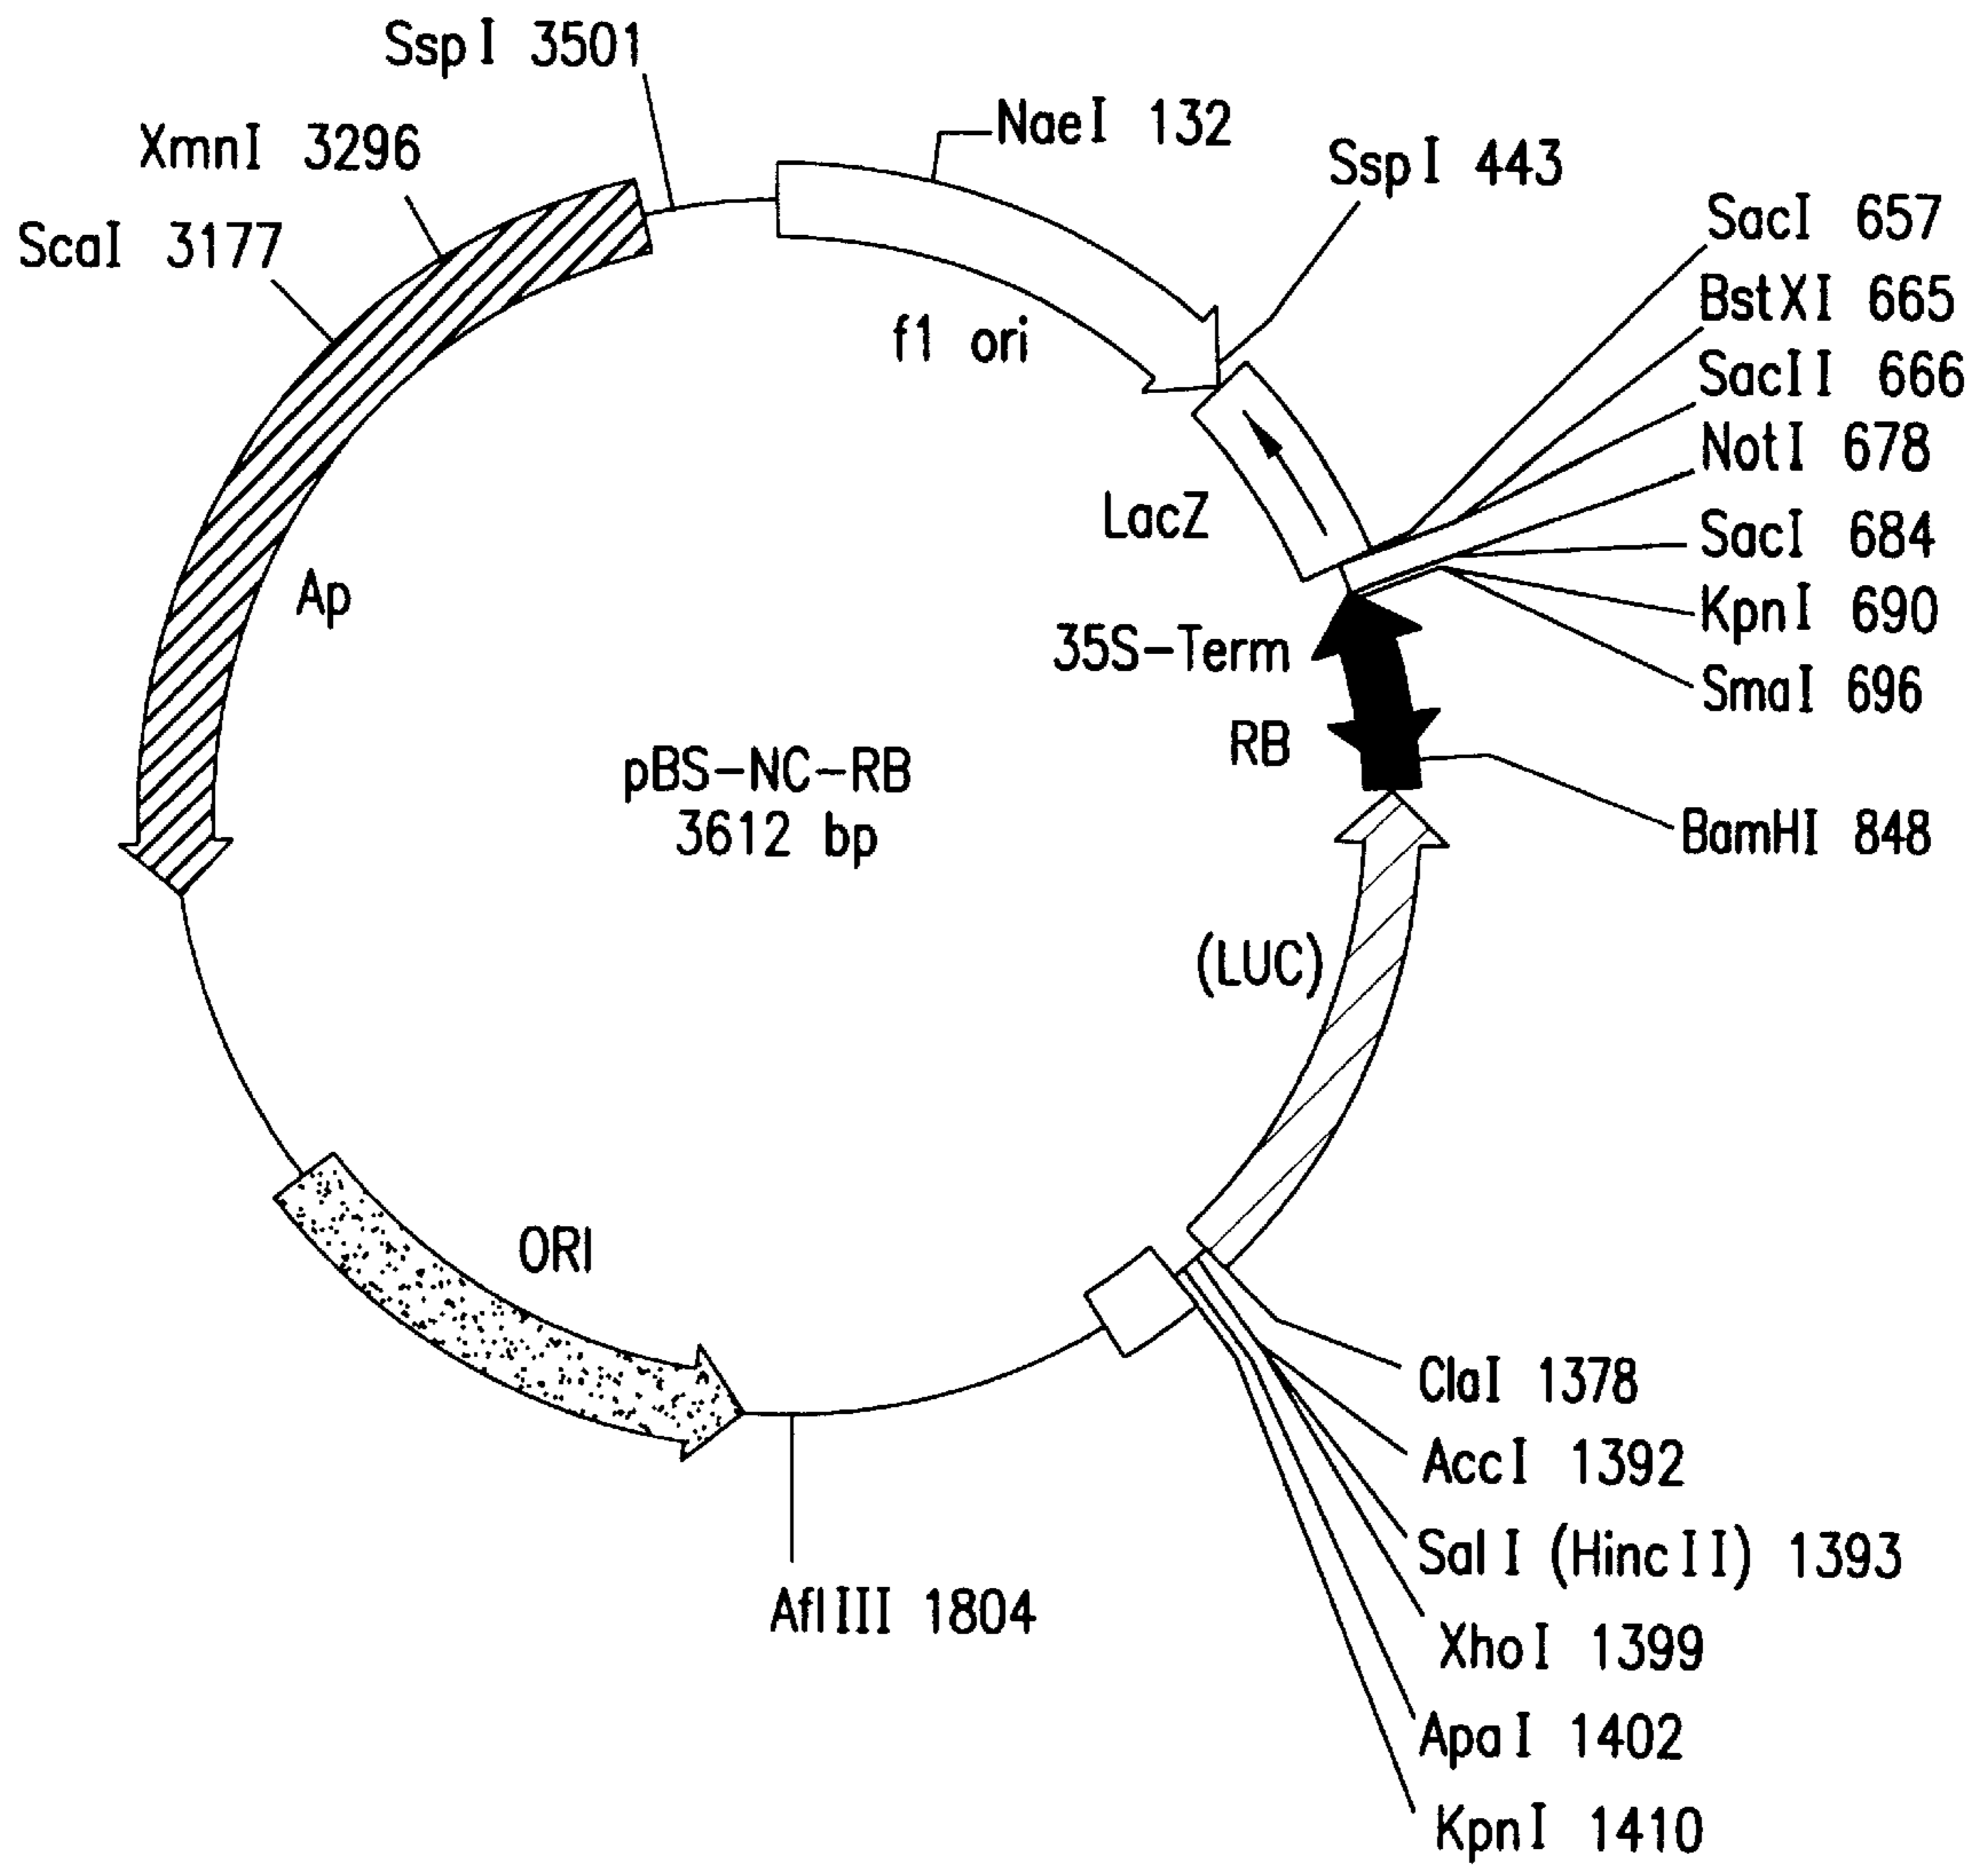 SspI 3501
NaeI 132
XmnI 3296
SspI 443
ScaI 3177
SacI 657
BstXI 665
SacII 666
NotI 678
SacI 684
KpnI 690
SmaI 696
f1 ori
LacZ
Ap
35S-Term
RB
pBS-NC-RB
3612 bp
BamHI 848
(LUC)
ORI
ClaI 1378
AccI 1392
SalI (HincII) 1393
XhoI 1399
ApaI 1402
KpnI 1410
AflIII 1804